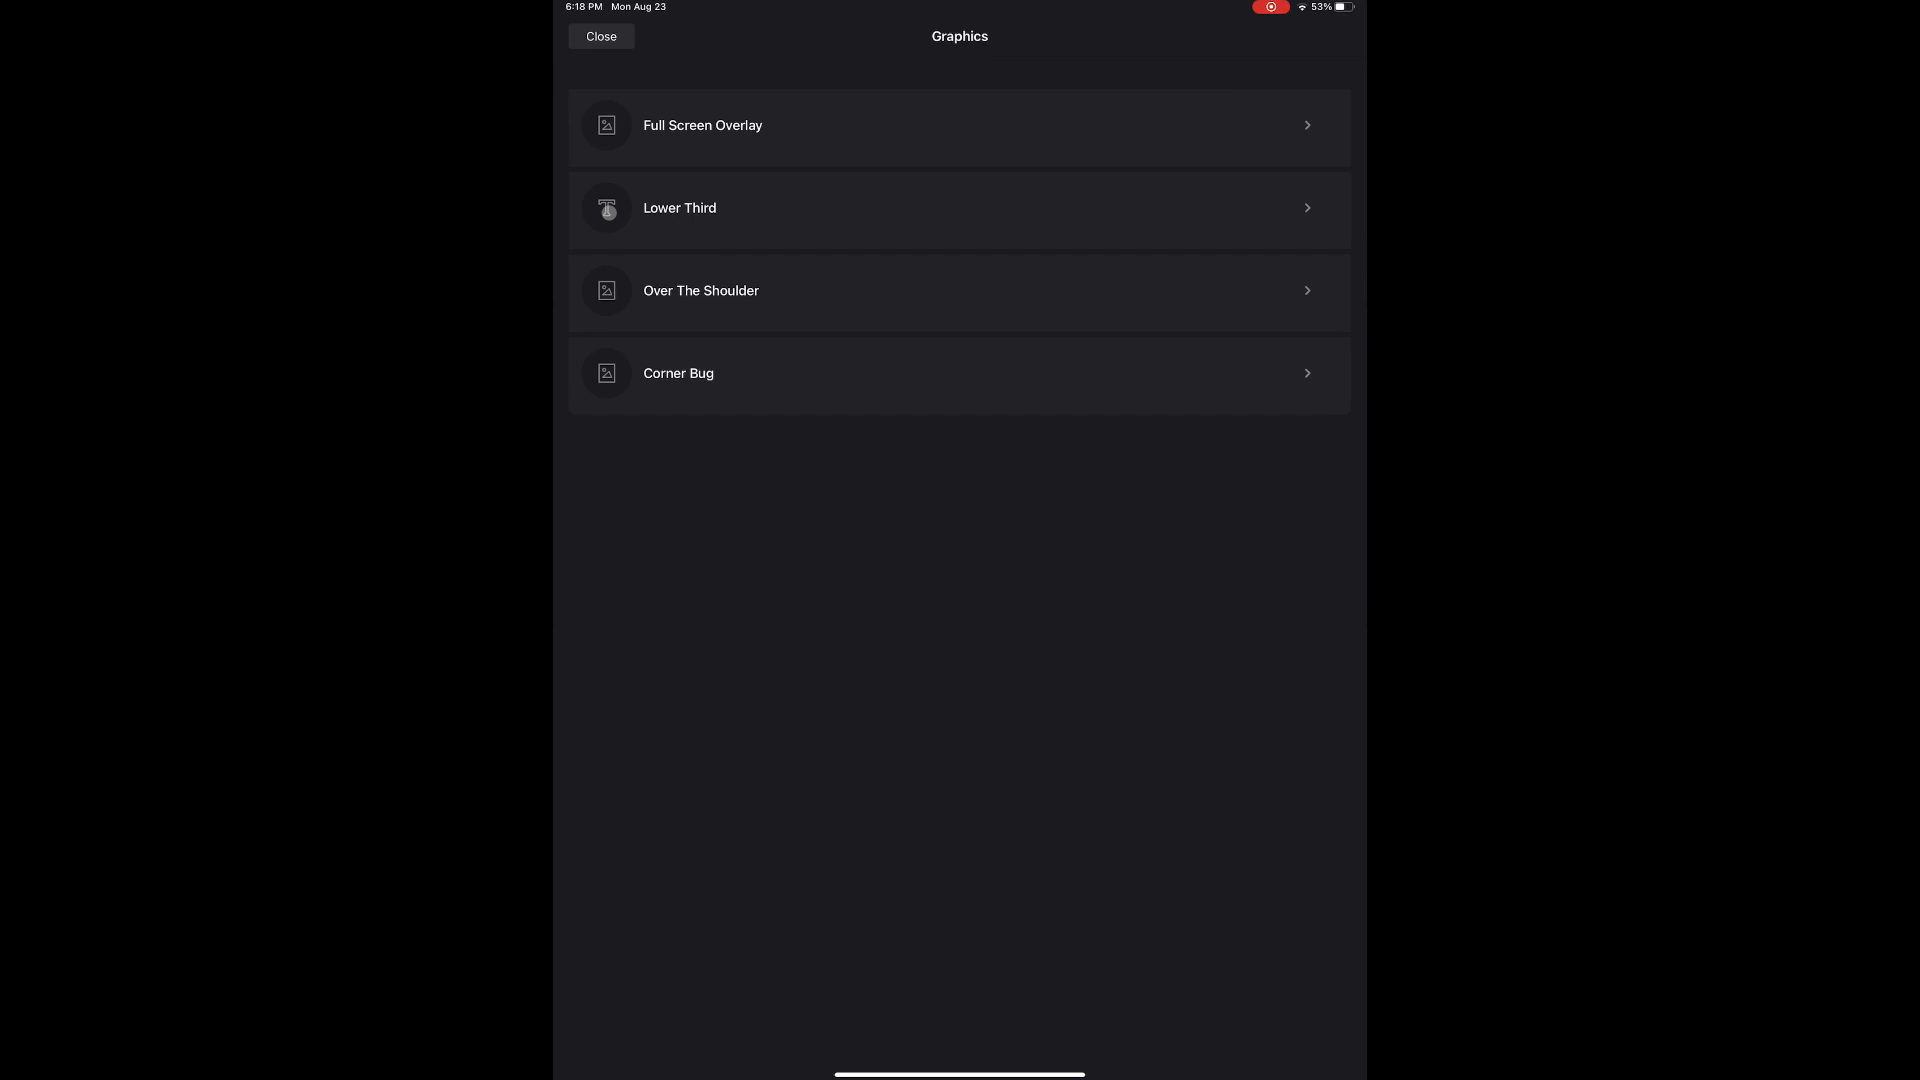 6:18 PM Mon Aug 23
53%
Close
Graphics
Full Screen Overlay
Lower Third
Over The Shoulder
Corner Bug